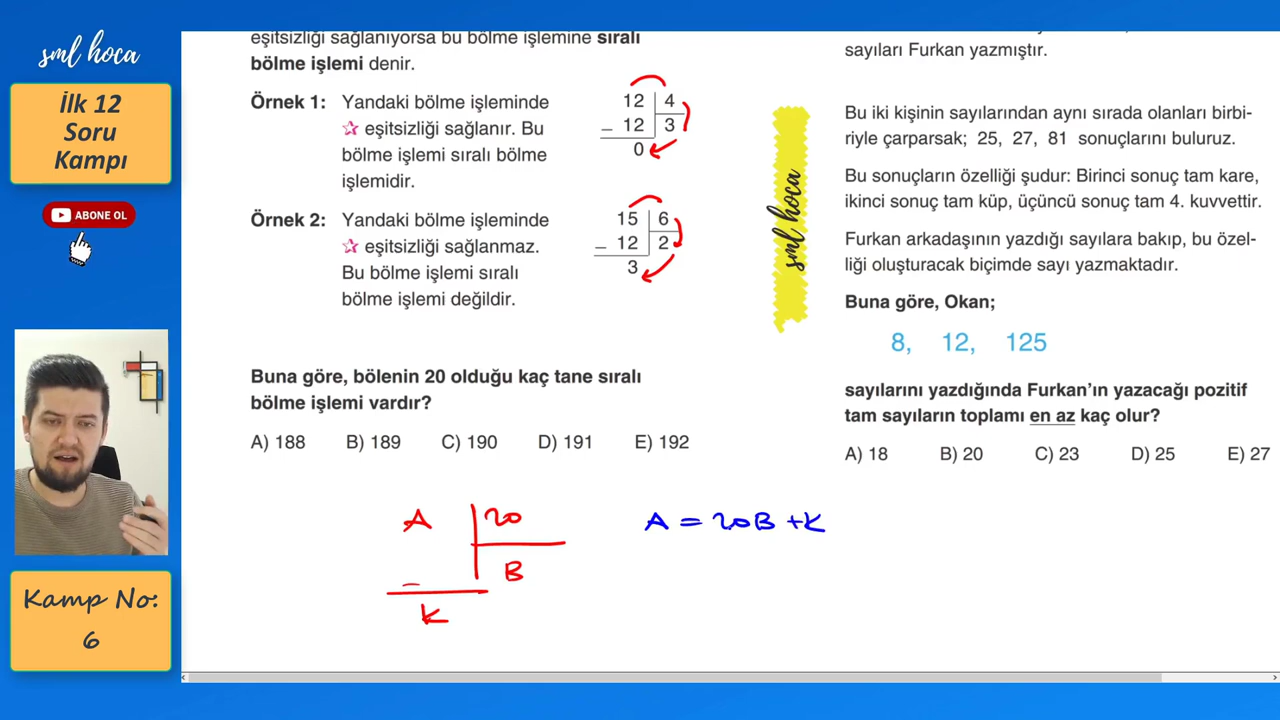 sml hoca
İlk 12
Soru
Kampı
ABONE OL
Kamp No:
6
eşitsizliği sağlanıyorsa bu bölme işlemine sıralı
bölme işlemi denir.
Örnek 1: Yandaki bölme işleminde
☆ eşitsizliği sağlanır. Bu
bölme işlemi sıralı bölme
işlemidir.
12 4
– 12 3
0
Örnek 2: Yandaki bölme işleminde
☆ eşitsizliği sağlanmaz.
Bu bölme işlemi sıralı
bölme işlemi değildir.
15 6
– 12 2
3
Buna göre, bölenin 20 olduğu kaç tane sıralı
bölme işlemi vardır?
A) 188 B) 189 C) 190 D) 191 E) 192
A 20
– B
K
A = 20B + K
sml hoca
sayıları Furkan yazmıştır.
Bu iki kişinin sayılarından aynı sırada olanları birbi-
riyle çarparsak; 25, 27, 81 sonuçlarını buluruz.
Bu sonuçların özelliği şudur: Birinci sonuç tam kare,
ikinci sonuç tam küp, üçüncü sonuç tam 4. kuvvettir.
Furkan arkadaşının yazdığı sayılara bakıp, bu özel-
liği oluşturacak biçimde sayı yazmaktadır.
Buna göre, Okan;
8, 12, 125
sayılarını yazdığında Furkan'ın yazacağı pozitif
tam sayıların toplamı en az kaç olur?
A) 18 B) 20 C) 23 D) 25 E) 27